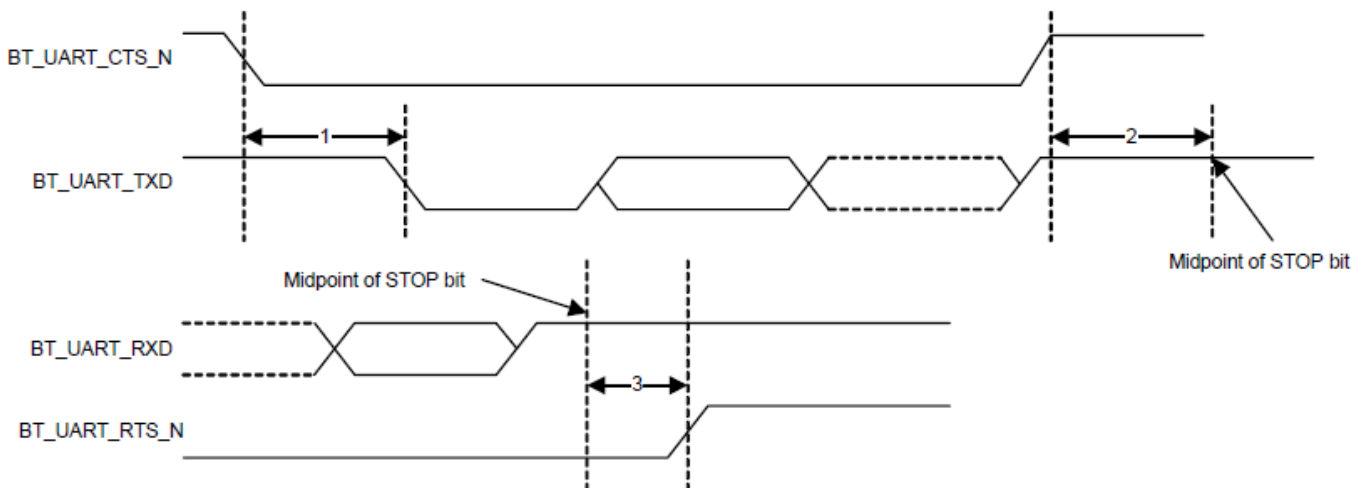 BT_UART_CTS_N
1
2
BT_UART_TXD
Midpoint of STOP bit
Midpoint of STOP bit
BT_UART_RXD
3
BT_UART_RTS_N